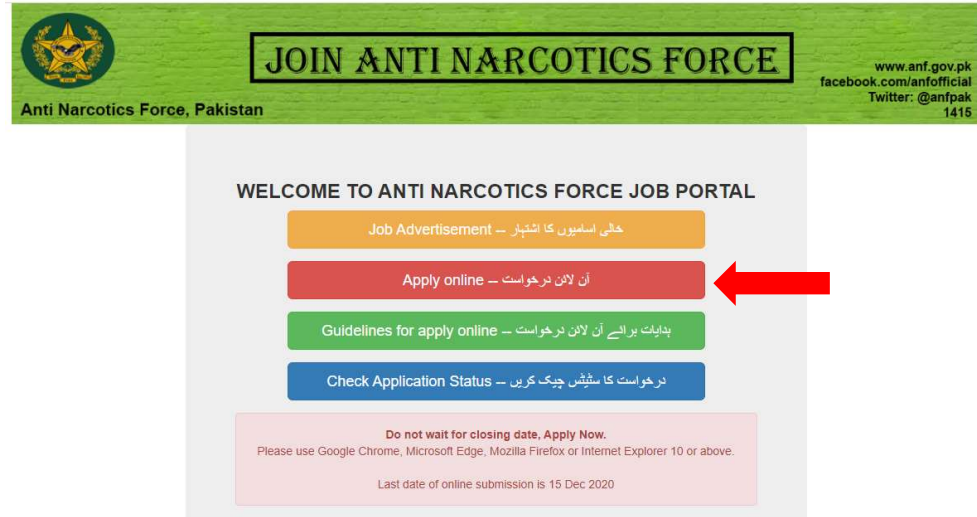 JOIN ANTI NARCOTICS FORCE
Anti Narcotics Force, Pakistan
www.anf.gov.pk
facebook.com/anfofficial
Twitter: @anfpak
1415
WELCOME TO ANTI NARCOTICS FORCE JOB PORTAL
Job Advertisement -- خالی اسامیوں کا اشتہار
Apply online -- آن لائن درخواست
Guidelines for apply online -- ہدایات برائے آن لائن درخواست
Check Application Status -- درخواست کا سٹیٹس چیک کریں
Do not wait for closing date, Apply Now.
Please use Google Chrome, Microsoft Edge, Mozilla Firefox or Internet Explorer 10 or above.
Last date of online submission is 15 Dec 2020